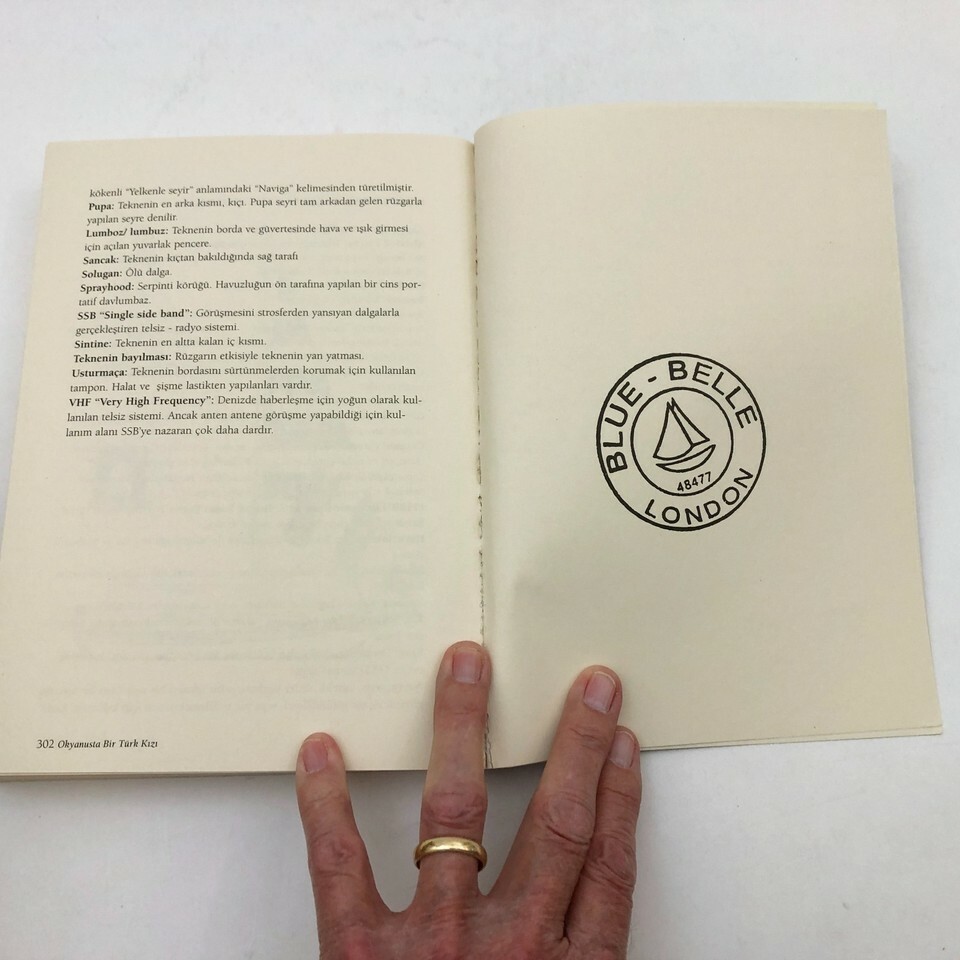 kökenli “Yelkenle seyir” anlamındaki “Naviga” kelimesinden türetilmiştir.
Pupa: Teknenin en arka kısmı, kıçı. Pupa seyri tam arkadan gelen rüzgarla
yapılan seyre denilir.
Lumboz/ lumbuz: Teknenin borda ve güvertesinde hava ve ışık girmesi
için açılan yuvarlak pencere.
Sancak: Teknenin kıçtan bakıldığında sağ tarafı
Solugan: Ölü dalga.
Sprayhood: Serpinti körüğü. Havuzluğun ön tarafına yapılan bir cins por-
tatif davlumbaz.
SSB “Single side band”: Görüşmesini strosferden yansıyan dalgalarla
gerçekleştiren telsiz - radyo sistemi.
Sintine: Teknenin en altta kalan iç kısmı.
Teknenin bayılması: Rüzgarın etkisiyle teknenin yan yatması.
Usturmaça: Teknenin bordasını sürtünmelerden korumak için kullanılan
tampon. Halat ve şişme lastikten yapılanları vardır.
VHF “Very High Frequency”: Denizde haberleşme için yoğun olarak kul-
lanılan telsiz sistemi. Ancak anten antene görüşme yapabildiği için kul-
lanım alanı SSB'ye nazaran çok daha dardır.
302 Okyanusta Bir Türk Kızı
BLUE - BELLE
48477
LONDON